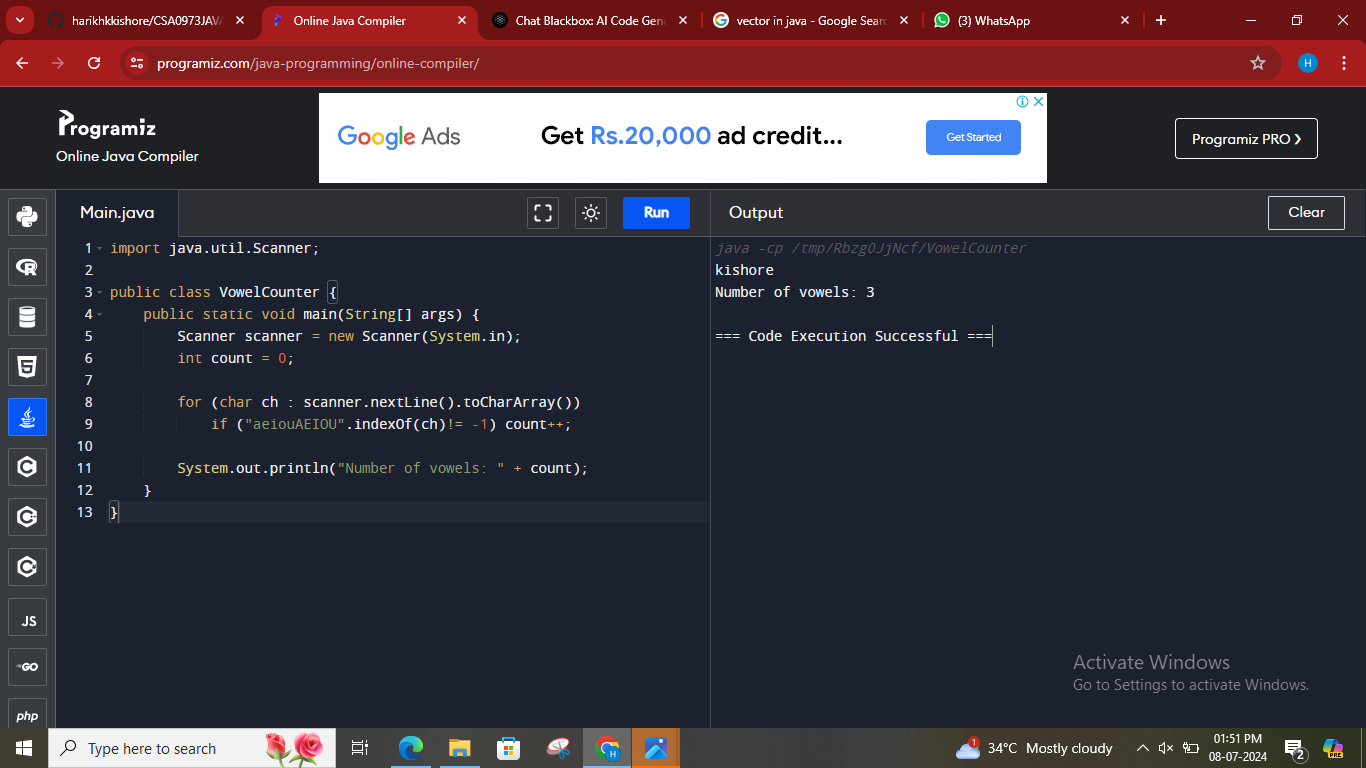 harikhkkishore/CSA0973JAVA
Online Java Compiler
Chat Blackbox: AI Code Gene
vector in java - Google Searc
(3) WhatsApp
programiz.com/java-programming/online-compiler/
H
Programiz
Online Java Compiler
Google Ads
Get Rs.20,000 ad credit...
Get Started
Programiz PRO ❯
Main.java
Run
Output
Clear
1 import java.util.Scanner;
2
3 public class VowelCounter {
4 public static void main(String[] args) {
5 Scanner scanner = new Scanner(System.in);
6 int count = 0;
7
8 for (char ch : scanner.nextLine().toCharArray())
9 if ("aeiouAEIOU".indexOf(ch)!= -1) count++;
10
11 System.out.println("Number of vowels: " + count);
12 }
13 }
java -cp /tmp/RbzgOJjNcf/VowelCounter
kishore
Number of vowels: 3
=== Code Execution Successful ===
JS
GO
php
Activate Windows
Go to Settings to activate Windows.
Type here to search
H
1
34°C Mostly cloudy
01:51 PM
08-07-2024
2
PRE